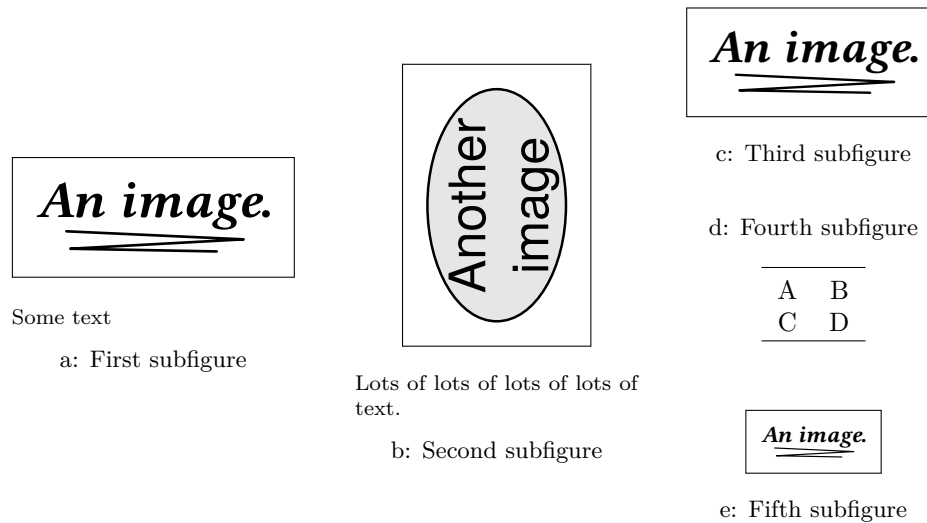 An image.
Some text
a: First subfigure
Another
image
Lots of lots of lots of lots of
text.
b: Second subfigure
An image.
c: Third subfigure
d: Fourth subfigure
A B
C D
An image.
e: Fifth subfigure